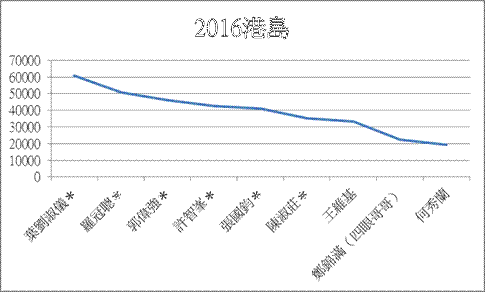 2016港島
70000
60000
50000
40000
30000
20000
10000
0
葉劉淑儀＊
羅冠聰＊
郭偉強＊
許智峯＊
張國鈞＊
陳淑莊＊
王維基
鄭錦滿（四眼哥哥）
何秀蘭